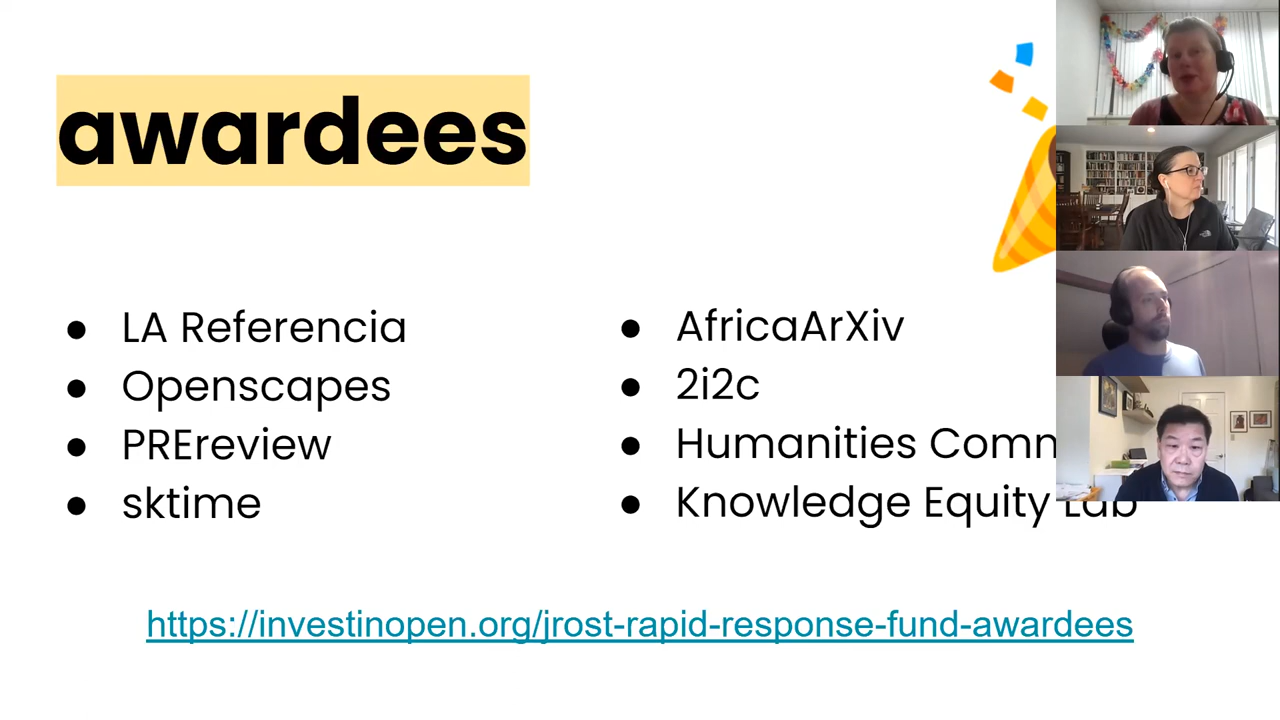 awardees
● LA Referencia
● Openscapes
● PREreview
● sktime
● AfricaArXiv
● 2i2c
● Humanities
● Knowledge Equity Lab
https://investinopen.org/jrost-rapid-response-fund-awardees